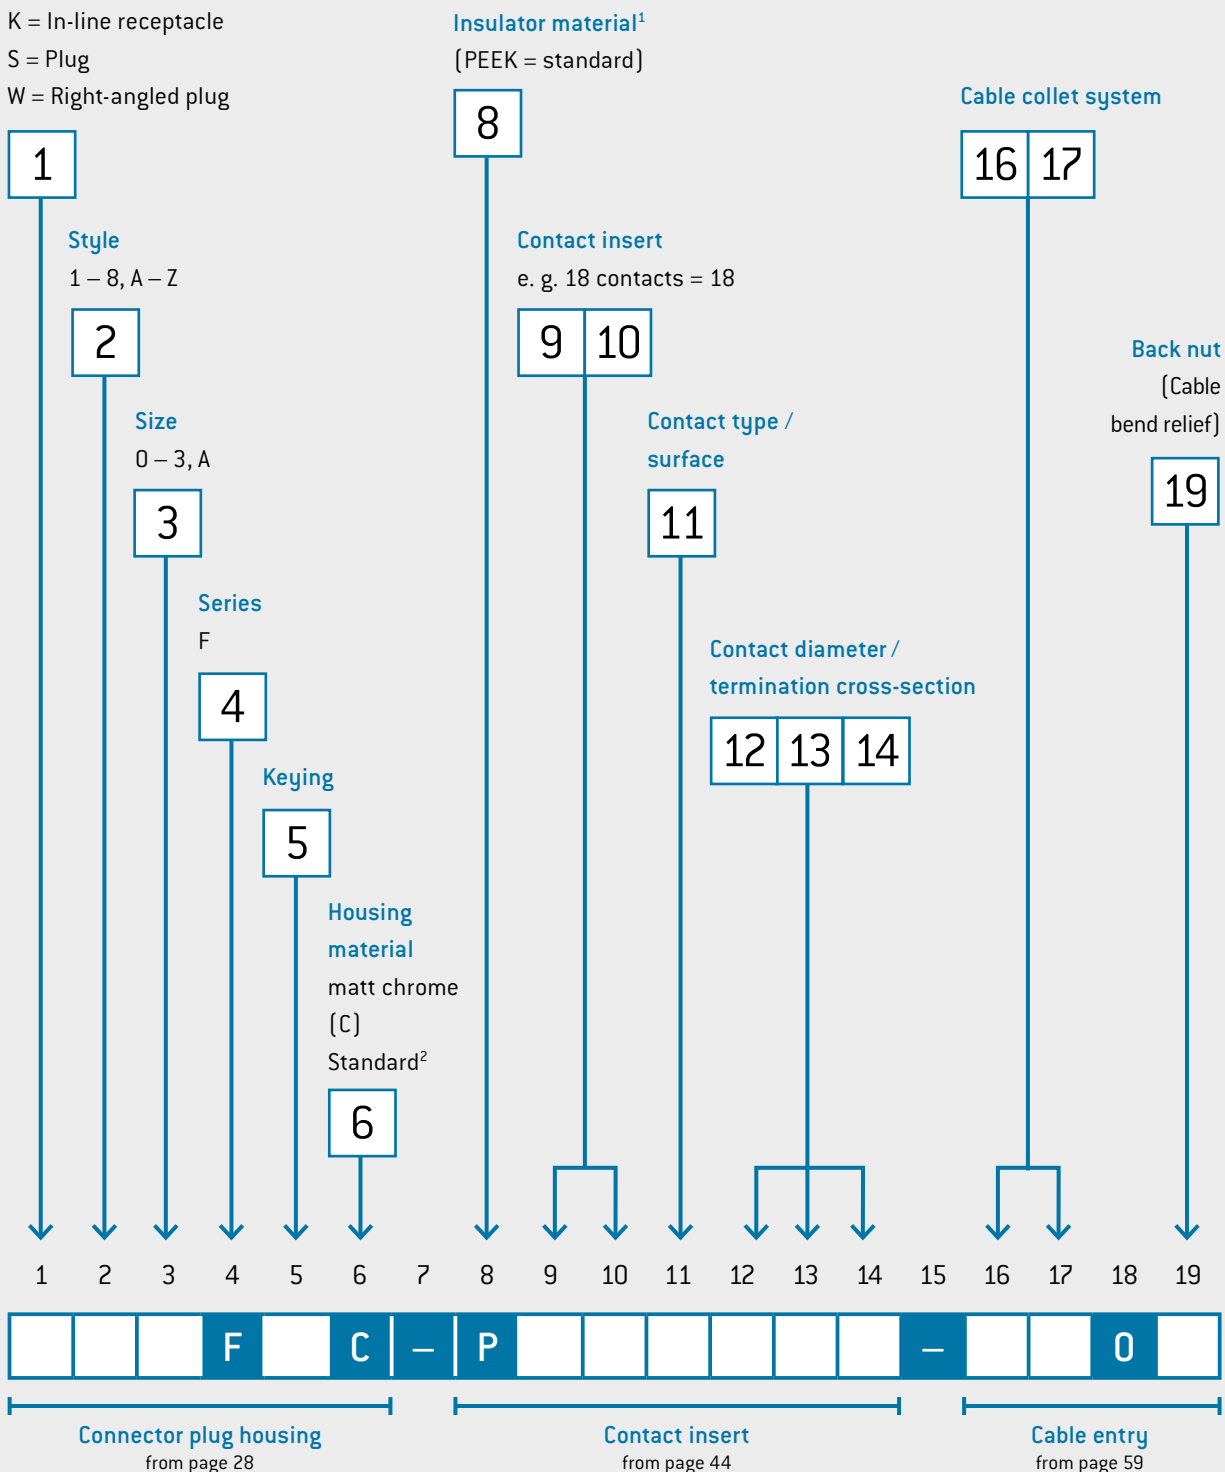 K = In-line receptacle
S = Plug
W = Right-angled plug
1
Style
1 – 8, A – Z
2
Size
0 – 3, A
3
Series
F
4
Keying
5
Housing
material
matt chrome
(C)
Standard²
6
Insulator material¹
(PEEK = standard)
8
Contact insert
e. g. 18 contacts = 18
9 10
Contact type /
surface
11
Contact diameter /
termination cross-section
12 13 14
Cable collet system
16 17
Back nut
(Cable
bend relief)
19
1 2 3 4 5 6 7 8 9 10 11 12 13 14 15 16 17 18 19
F C – P – 0
Connector plug housing
from page 28
Contact insert
from page 44
Cable entry
from page 59